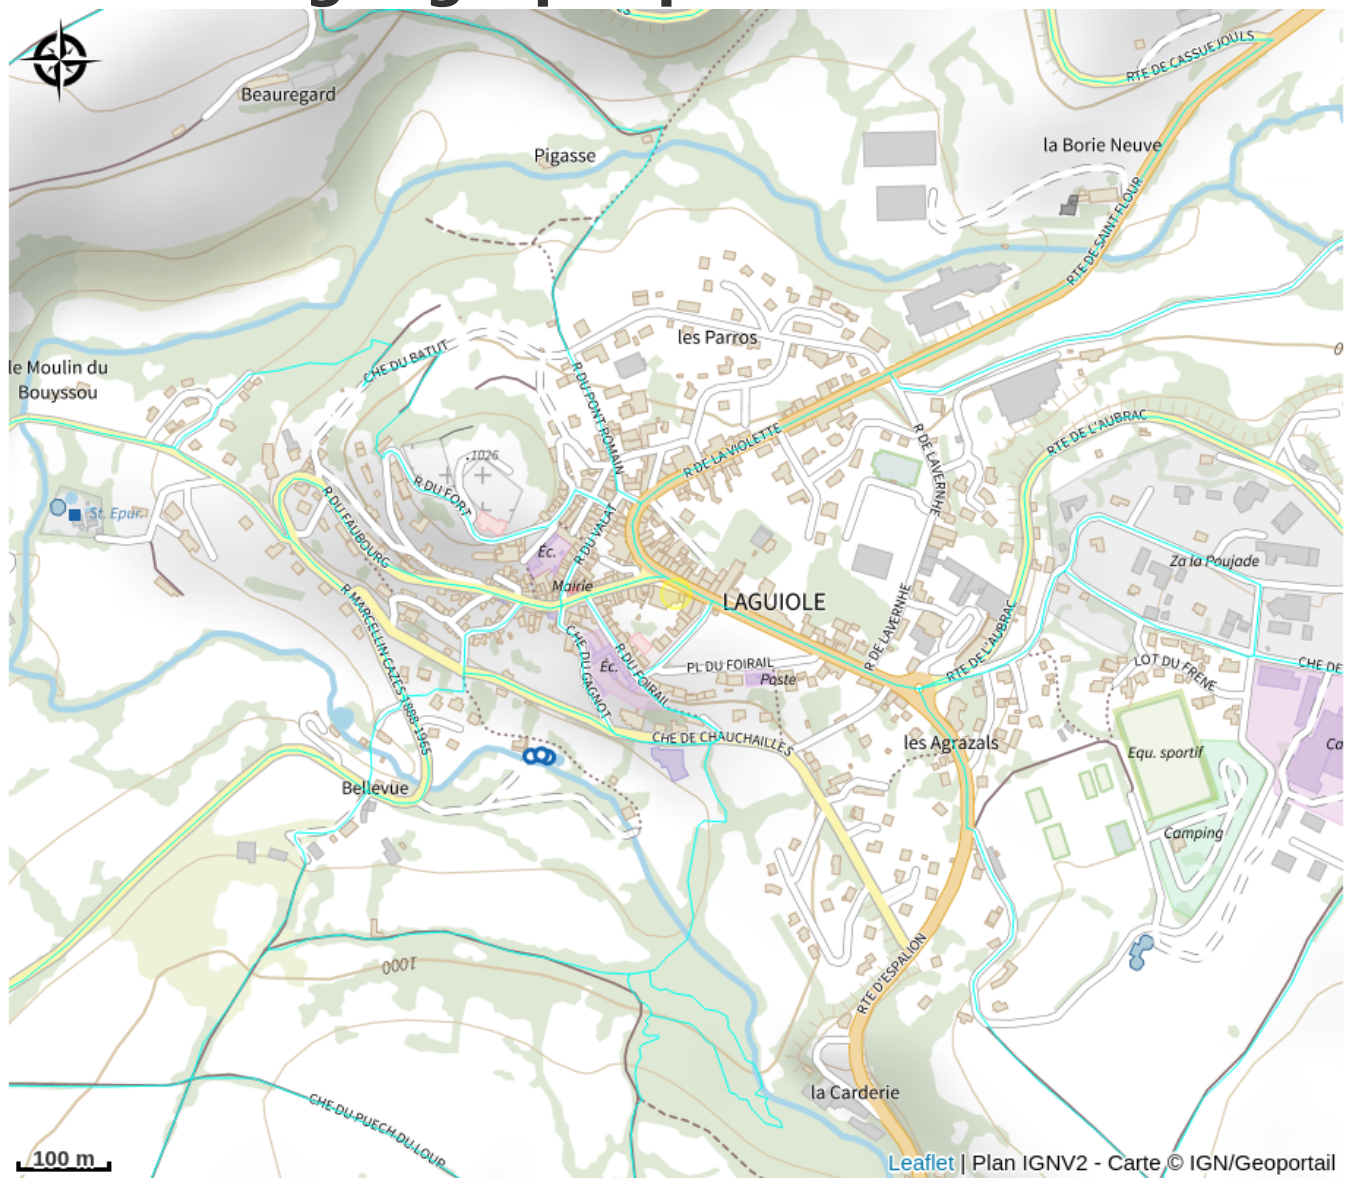 RTE DE CASSUEJOULS
Beauregard
la Borie Neuve
Pigasse
RTE DE SAINT-FLOUR
les Parros
le Moulin du
Bouyssou
CHE DU BATUT
R DU PONT ROMAIN
RTE DE L'AUBRAC
R DE LA VIOLETTE
R DE LAVERNHE
.1026
R DU FORT
St. Epur.
R DU FAUBOURG
R DU VALAT
Éc.
Mairie
Za la Poujade
LAGUIOLE
R MARCELLIN CAZES 1888-1965
R DE LAVERNHE
RTE DE L'AUBRAC
CHE DU GAGNOT
Éc.
R DU FOIRAIL
PL DU FOIRAIL
Poste
LOT DU FRENE
CHE DE
CHE DE CHAUCHAILLES
les Agrazals
Equ. sportif
Ca
Bellevue
Camping
1000
RTE D'ESPALION
la Carderie
CHE DU PUECH DU LOUP
100 m
Leaflet | Plan IGNV2 - Carte © IGN/Geoportail